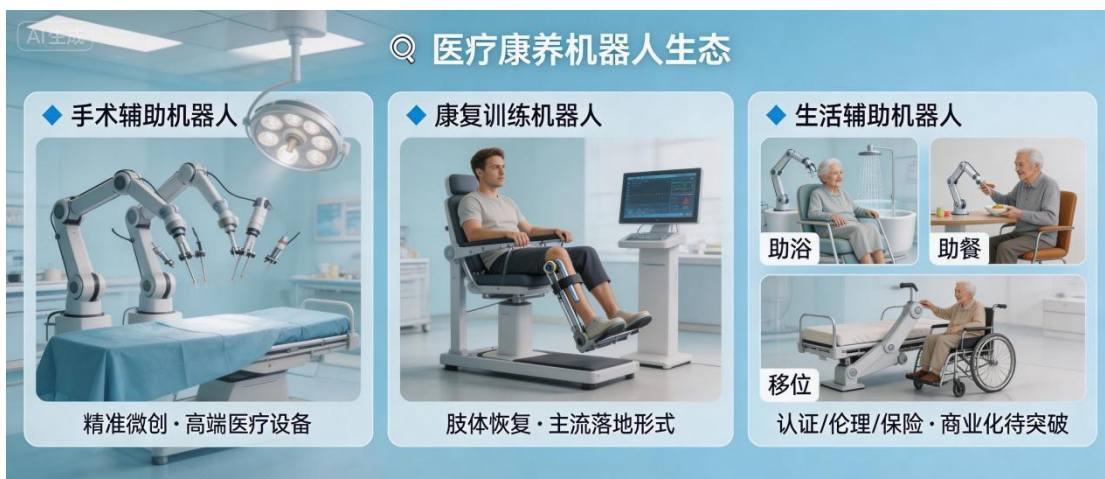 AI生成
医疗康养机器人生态
手术辅助机器人
精准微创·高端医疗设备
康复训练机器人
肢体恢复·主流落地形式
生活辅助机器人
助浴
助餐
移位
认证/伦理/保险·商业化待突破